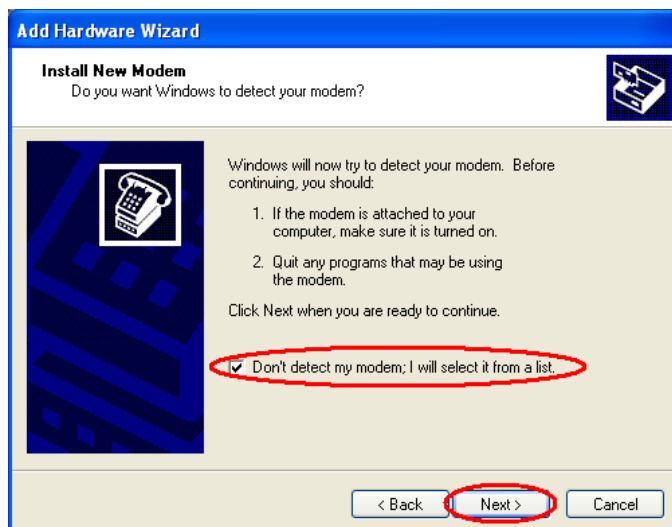 Add Hardware Wizard
Install New Modem
Do you want Windows to detect your modem?
Windows will now try to detect your modem. Before
continuing, you should:
1. If the modem is attached to your
computer, make sure it is turned on.
2. Quit any programs that may be using
the modem.
Click Next when you are ready to continue.
Don't detect my modem; I will select it from a list.
< Back Next > Cancel